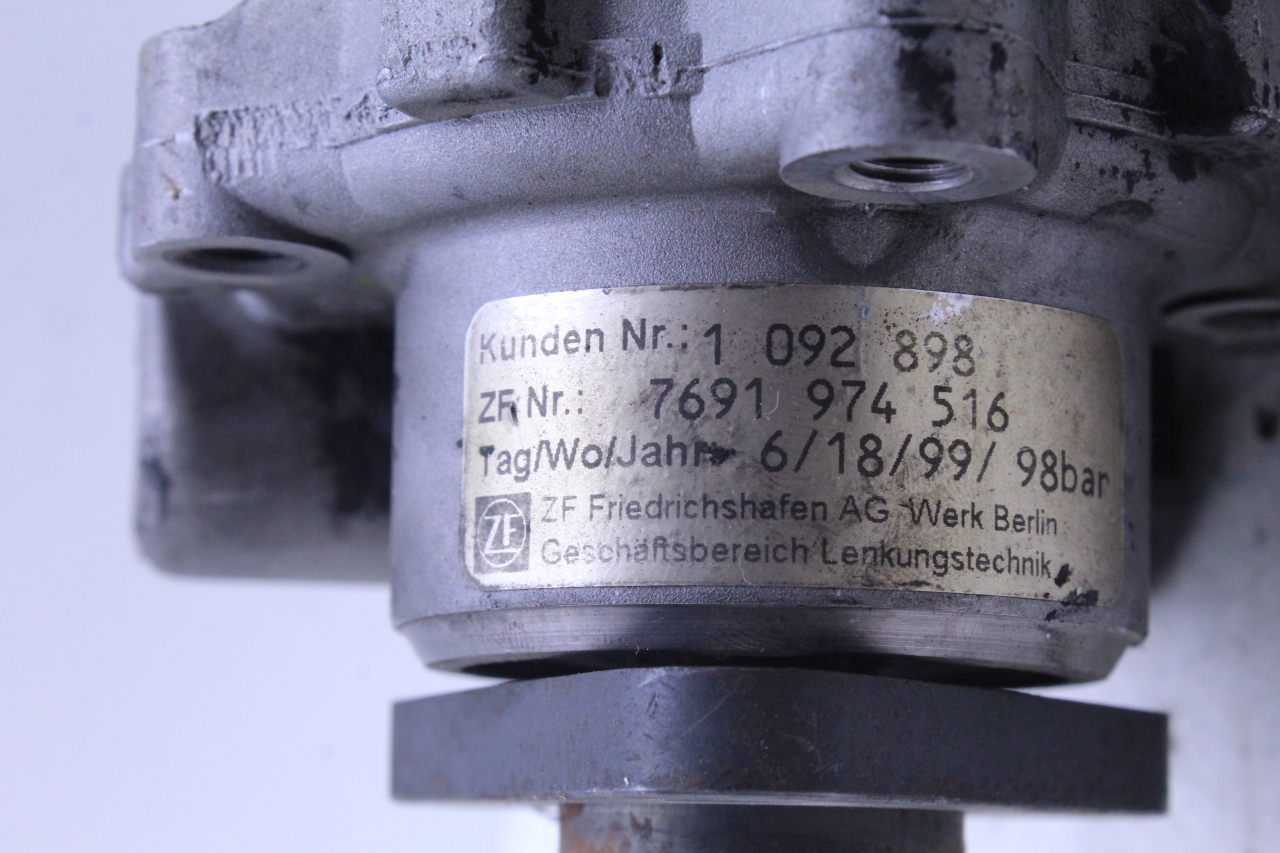 Kunden Nr.: 1 092 898
ZF Nr.: 7691 974 516
Tag/Wo/Jahr 6/18/99/ 98bar
ZF Friedrichshafen AG Werk Berlin
ZF Geschäftsbereich Lenkungstechnik